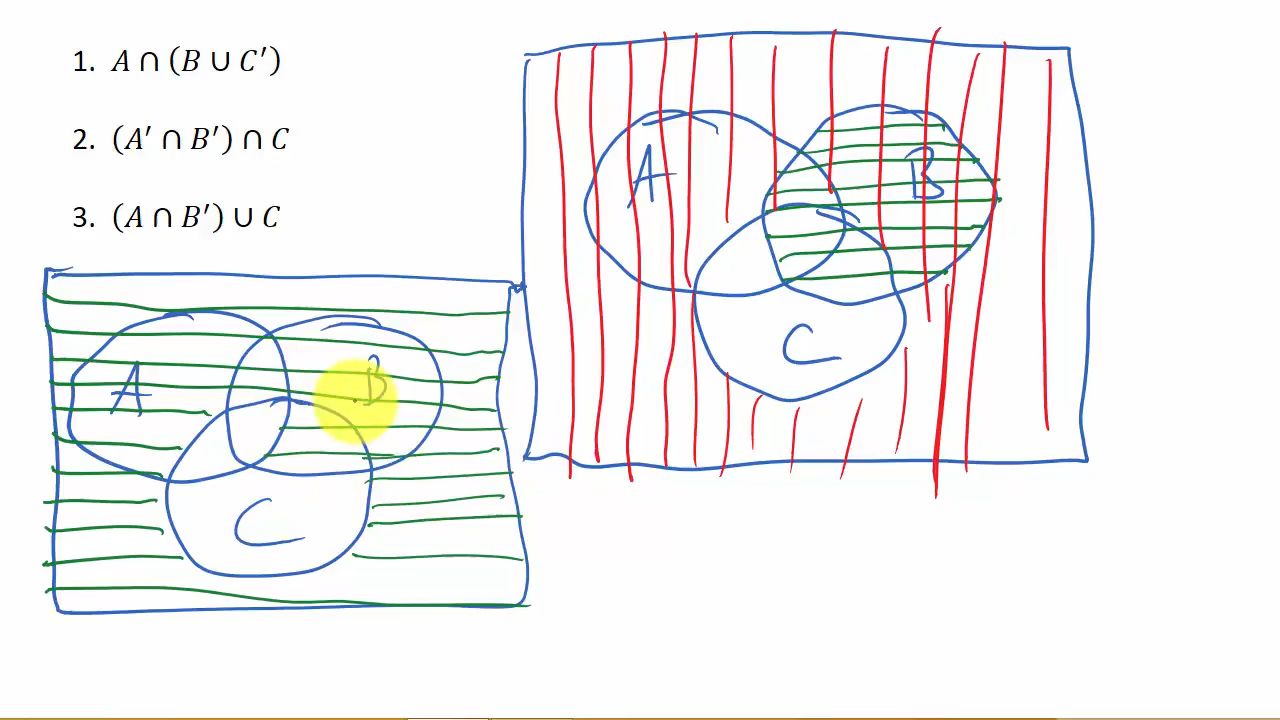 1. A ∩ (B ∪ C′)
2. (A′ ∩ B′) ∩ C
3. (A ∩ B′) ∪ C
A B
C
A B
C